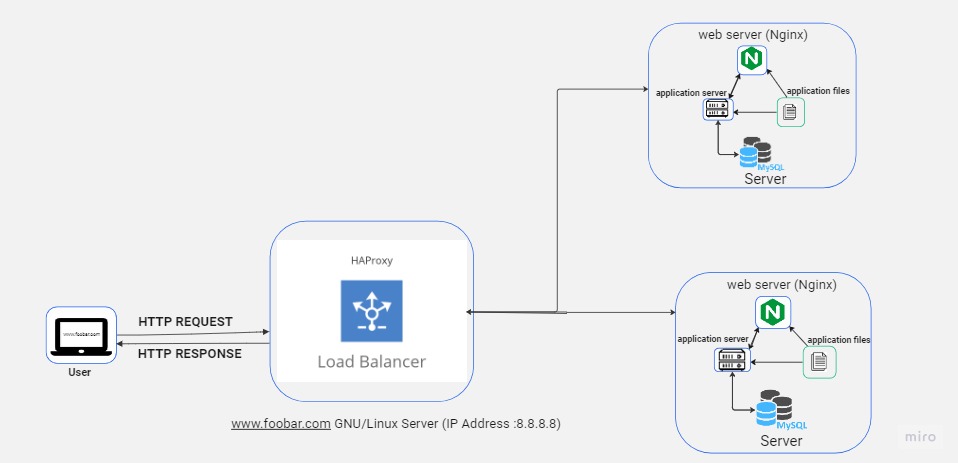 web server (Nginx)
application server
application files
MySQL
Server
HAProxy
Load Balancer
www.foobar.com
User
HTTP REQUEST
HTTP RESPONSE
www.foobar.com GNU/Linux Server (IP Address :8.8.8.8)
web server (Nginx)
application server
application files
MySQL
Server
miro